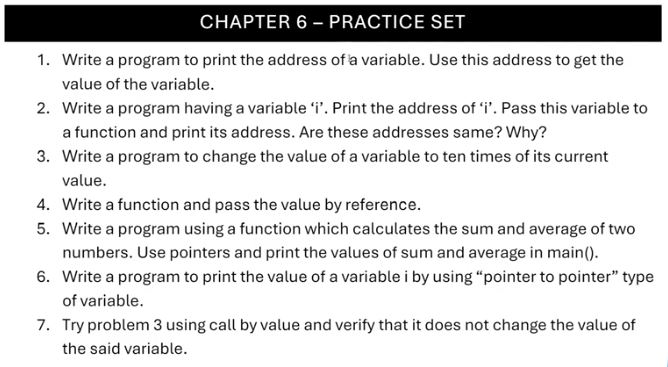 CHAPTER 6 – PRACTICE SET
1. Write a program to print the address of a variable. Use this address to get the
value of the variable.
2. Write a program having a variable ‘i’. Print the address of ‘i’. Pass this variable to
a function and print its address. Are these addresses same? Why?
3. Write a program to change the value of a variable to ten times of its current
value.
4. Write a function and pass the value by reference.
5. Write a program using a function which calculates the sum and average of two
numbers. Use pointers and print the values of sum and average in main().
6. Write a program to print the value of a variable i by using “pointer to pointer” type
of variable.
7. Try problem 3 using call by value and verify that it does not change the value of
the said variable.